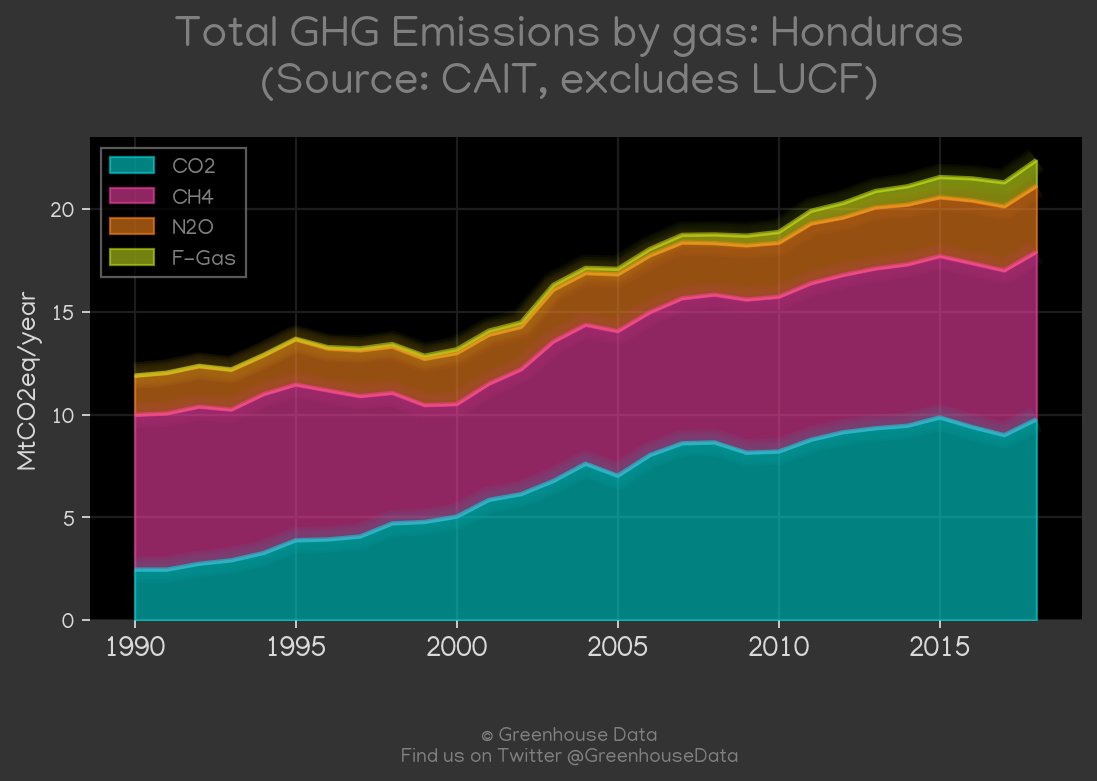 Total GHG Emissions by gas: Honduras
(Source: CAIT, excludes LUCF)
CO2
CH4
N2O
F-Gas
MtCO2eq/year
20
15
10
5
0
1990 1995 2000 2005 2010 2015
© Greenhouse Data
Find us on Twitter @GreenhouseData